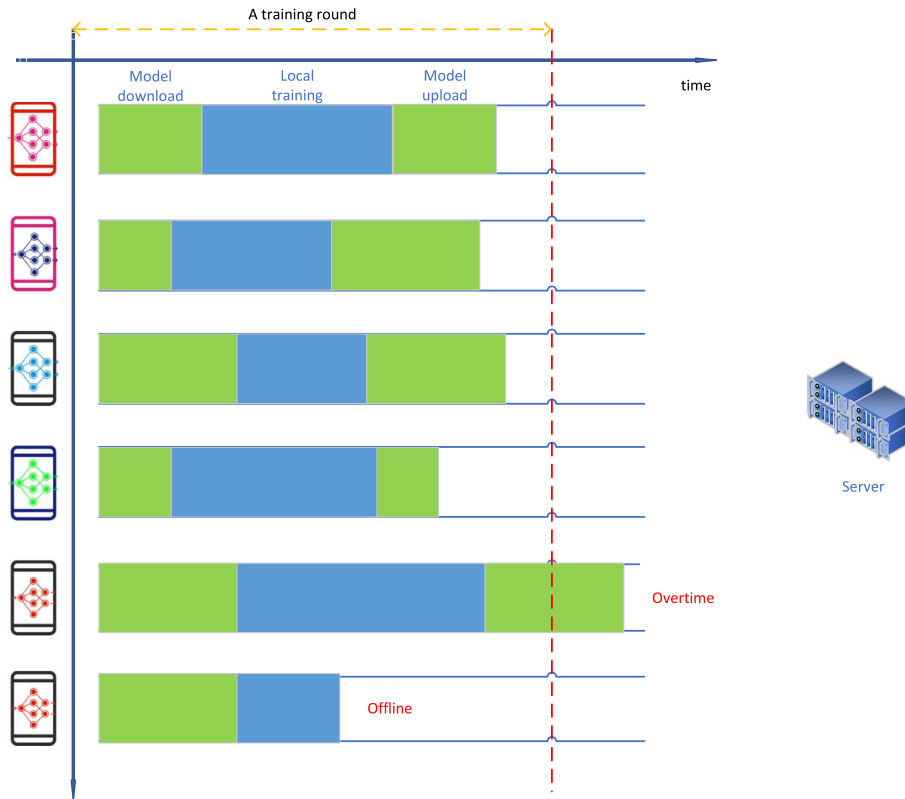 A training round
time
Model
download
Local
training
Model
upload
Server
Overtime
Offline